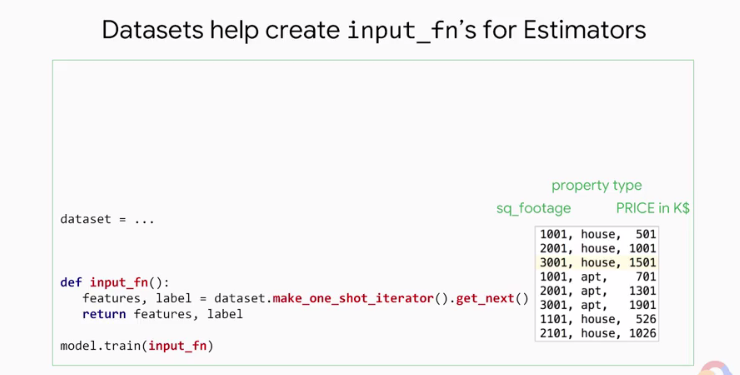 Datasets help create input_fn's for Estimators
property type
sq_footage PRICE in K$
dataset = ...
1001, house, 501
2001, house, 1001
3001, house, 1501
1001, apt, 701
2001, apt, 1301
3001, apt, 1901
1101, house, 526
2101, house, 1026
def input_fn():
features, label = dataset.make_one_shot_iterator().get_next()
return features, label
model.train(input_fn)